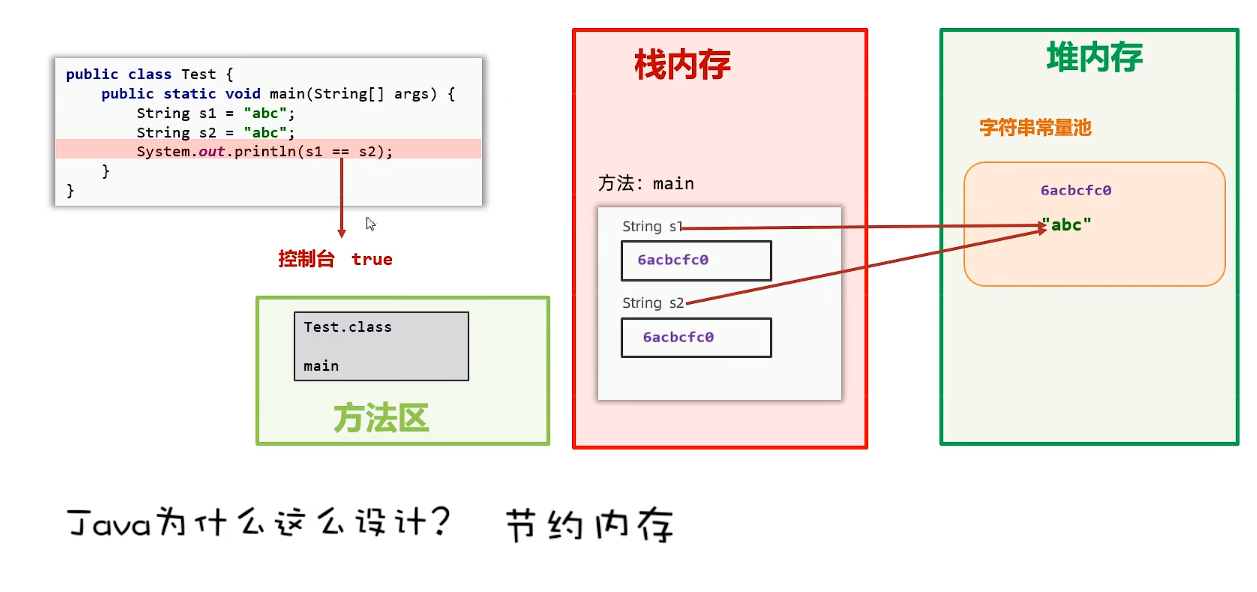 public class Test {
public static void main(String[] args) {
String s1 = "abc";
String s2 = "abc";
System.out.println(s1 == s2);
}
}
控制台 true
Test.class
main
方法区
栈内存
方法：main
String s1
6acbcfc0
String s2
6acbcfc0
堆内存
字符串常量池
6acbcfc0
"abc"
Java为什么这么设计？ 节约内存